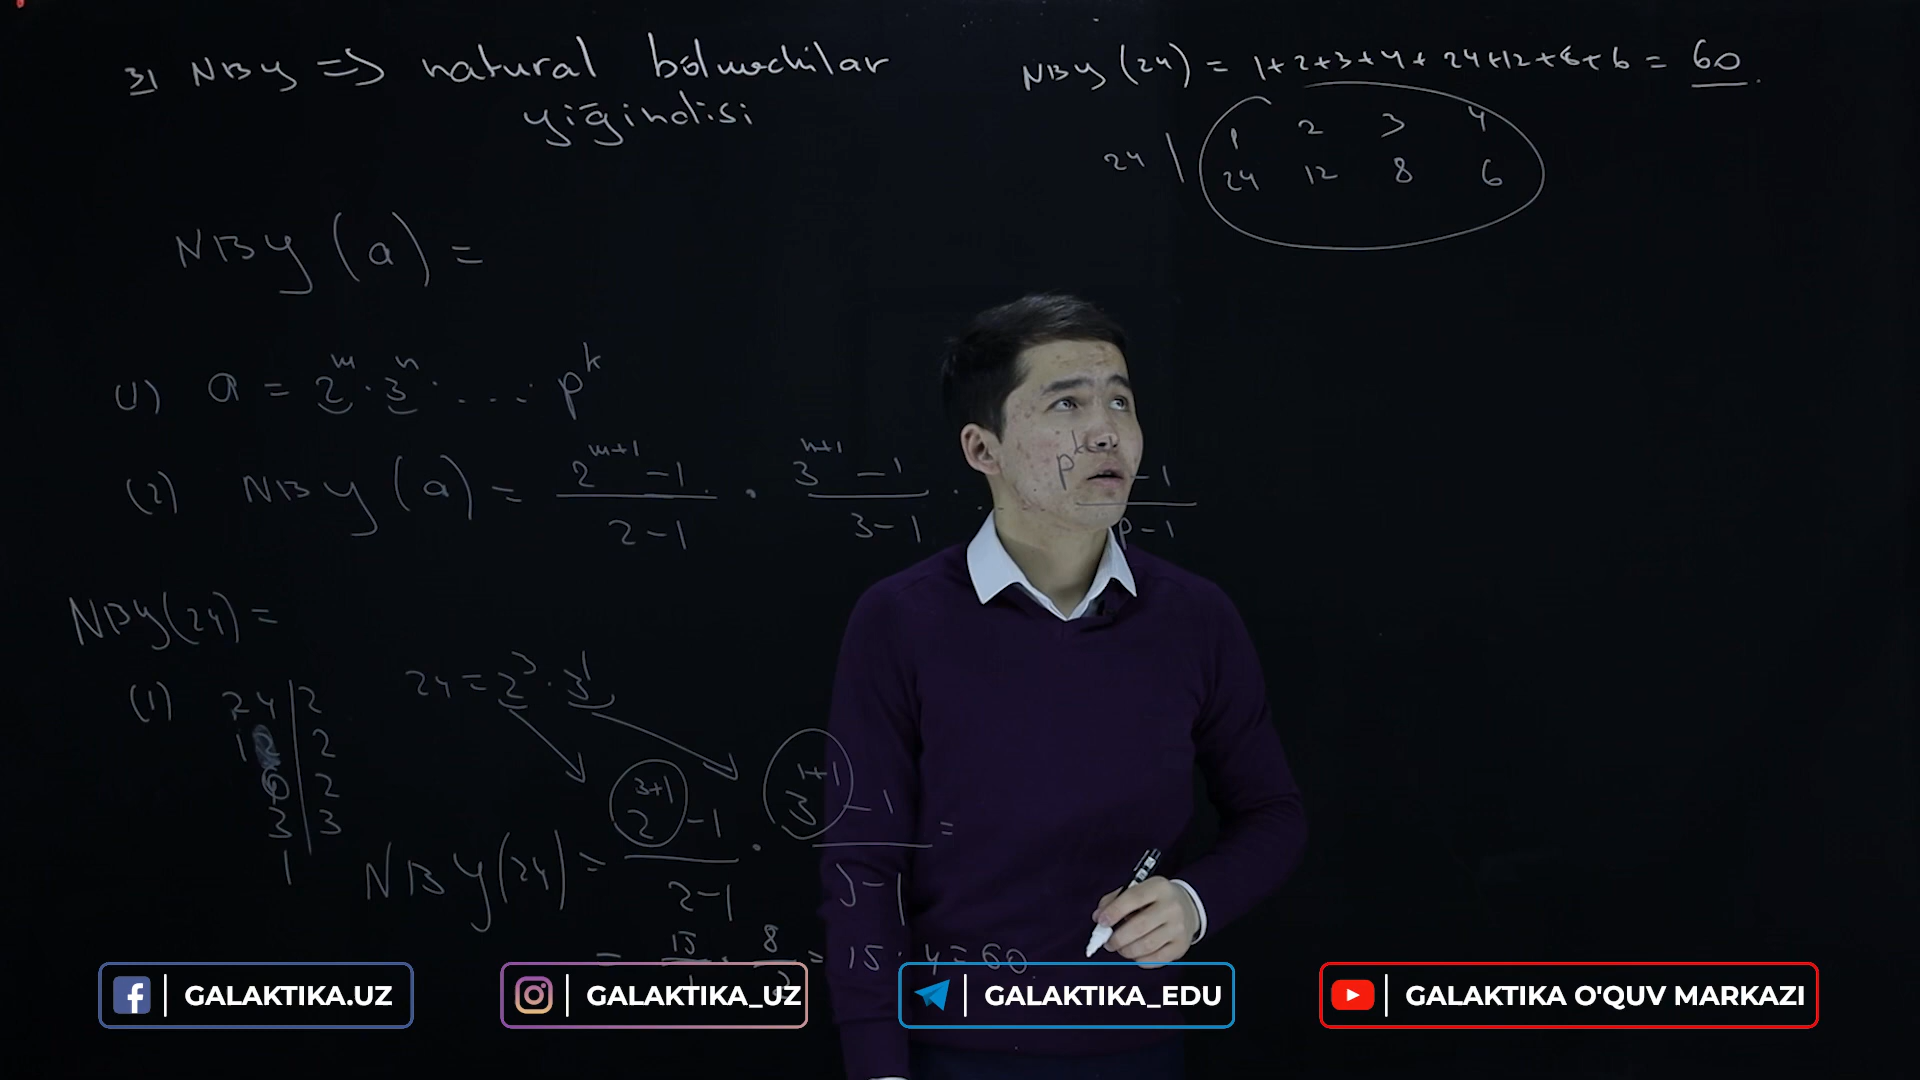 3) NBY ⇒ natural bo'luvchilar
yig'indisi
NBY (24) = 1+2+3+4+24+12+8+6 = 60
24 | 1 2 3 4
24 12 8 6
NBY (a) =
(1) a = 2^m · 3^n · ... · p^k
(2) NBY (a) = (2^(m+1) -1)/(2-1) · (3^(n+1) -1)/(3-1) · -1/(p-1)
NBY(24) =
(1) 24 | 2
12 | 2
6 | 2
3 | 3
1
24 = 2^3 · 3^1
NBY(24) = (2^(3+1) -1)/(2-1) · (3^(1+1) -1)/(3-1) =
= 15/1 · 8/2 = 15 · 4 = 60
GALAKTIKA.UZ
GALAKTIKA_UZ
GALAKTIKA_EDU
GALAKTIKA O'QUV MARKAZI